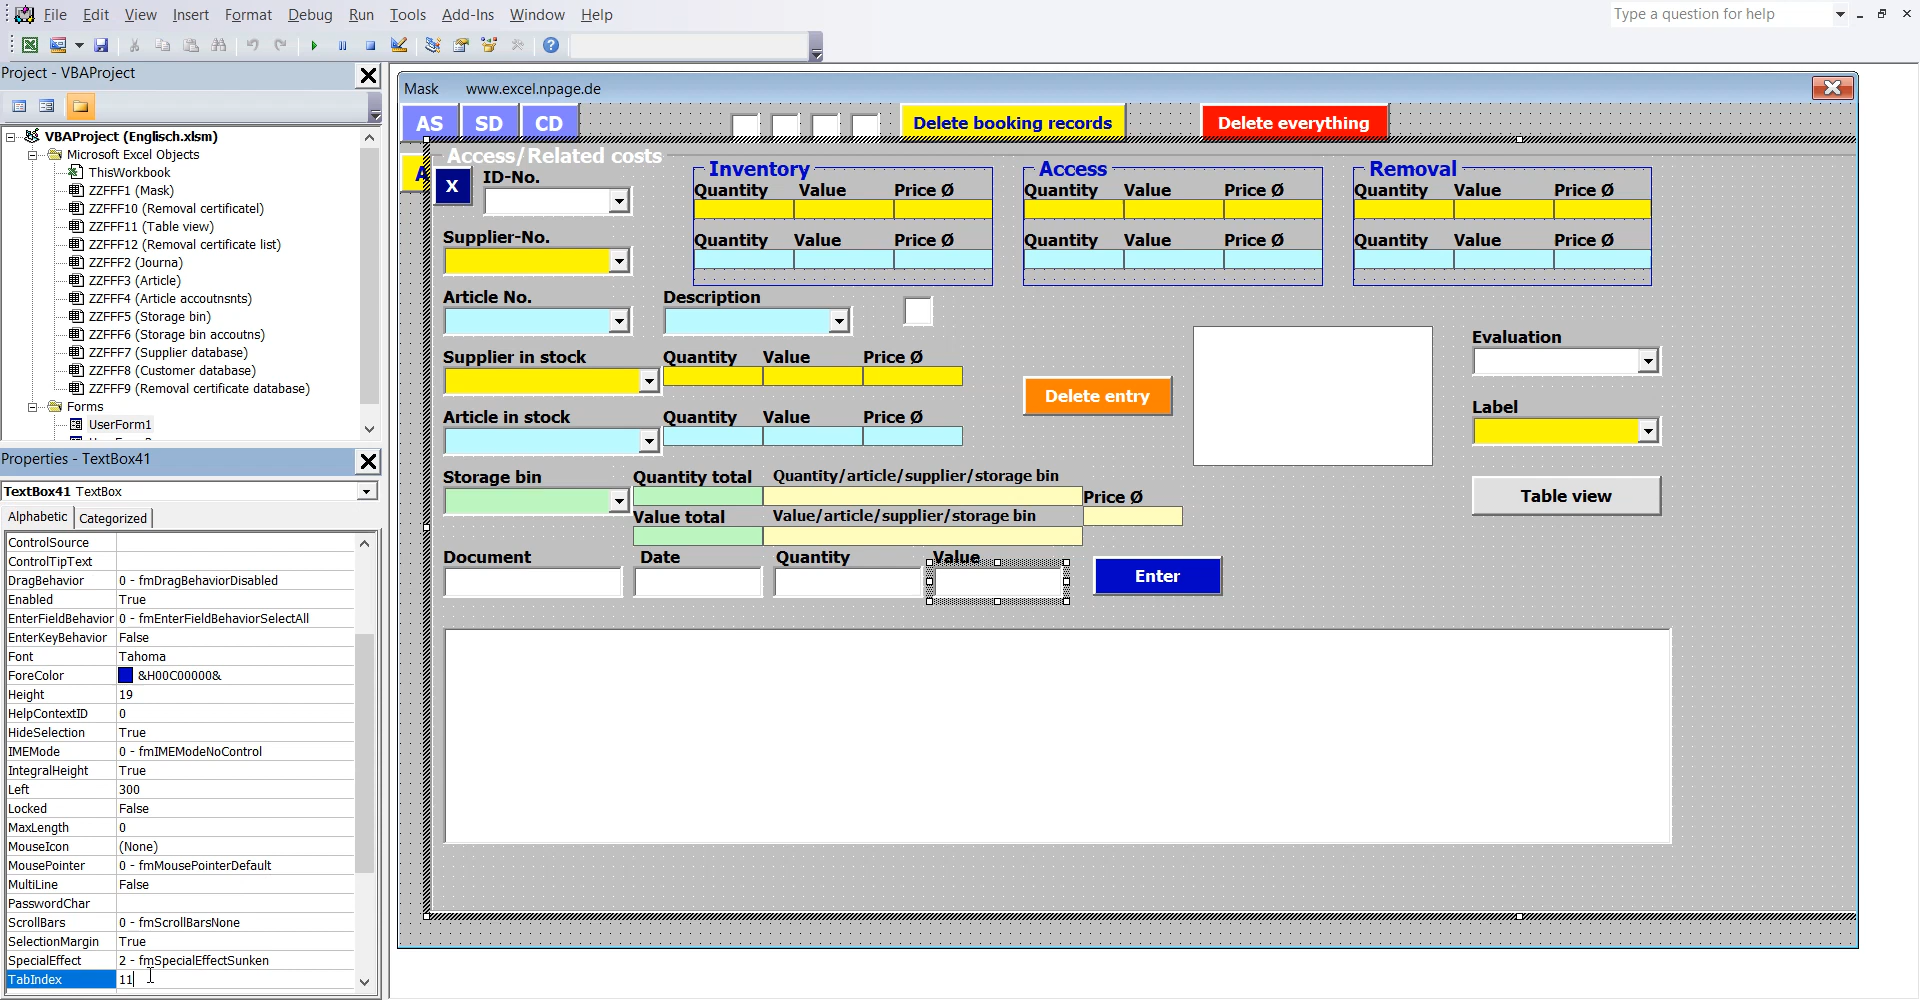 File Edit View Insert Format Debug Run Tools Add-Ins Window Help
Type a question for help
Project - VBAProject
VBAProject (Englisch.xlsm)
Microsoft Excel Objects
ThisWorkbook
ZZFFF1 (Mask)
ZZFFF10 (Removal certificatel)
ZZFFF11 (Table view)
ZZFFF12 (Removal certificate list)
ZZFFF2 (Journa)
ZZFFF3 (Article)
ZZFFF4 (Article accoutnsnts)
ZZFFF5 (Storage bin)
ZZFFF6 (Storage bin accoutns)
ZZFFF7 (Supplier database)
ZZFFF8 (Customer database)
ZZFFF9 (Removal certificate database)
Forms
UserForm1
Properties - TextBox41
TextBox41 TextBox
Alphabetic Categorized
ControlSource
ControlTipText
DragBehavior 0 - fmDragBehaviorDisabled
Enabled True
EnterFieldBehavior 0 - fmEnterFieldBehaviorSelectAll
EnterKeyBehavior False
Font Tahoma
ForeColor &H00C00000&
Height 19
HelpContextID 0
HideSelection True
IMEMode 0 - fmIMEModeNoControl
IntegralHeight True
Left 300
Locked False
MaxLength 0
MouseIcon (None)
MousePointer 0 - fmMousePointerDefault
MultiLine False
PasswordChar
ScrollBars 0 - fmScrollBarsNone
SelectionMargin True
SpecialEffect 2 - fmSpecialEffectSunken
TabIndex 11
Mask www.excel.npage.de
AS SD CD Delete booking records Delete everything
A
Access/Related costs
X ID-No.
Inventory Access Removal
Quantity Value Price Ø Quantity Value Price Ø Quantity Value Price Ø
Supplier-No. Quantity Value Price Ø Quantity Value Price Ø Quantity Value Price Ø
Article No. Description
Evaluation
Supplier in stock Quantity Value Price Ø
Delete entry
Label
Article in stock Quantity Value Price Ø
Storage bin Quantity total Quantity/article/supplier/storage bin
Price Ø Table view
Value total Value/article/supplier/storage bin
Document Date Quantity Value
Enter